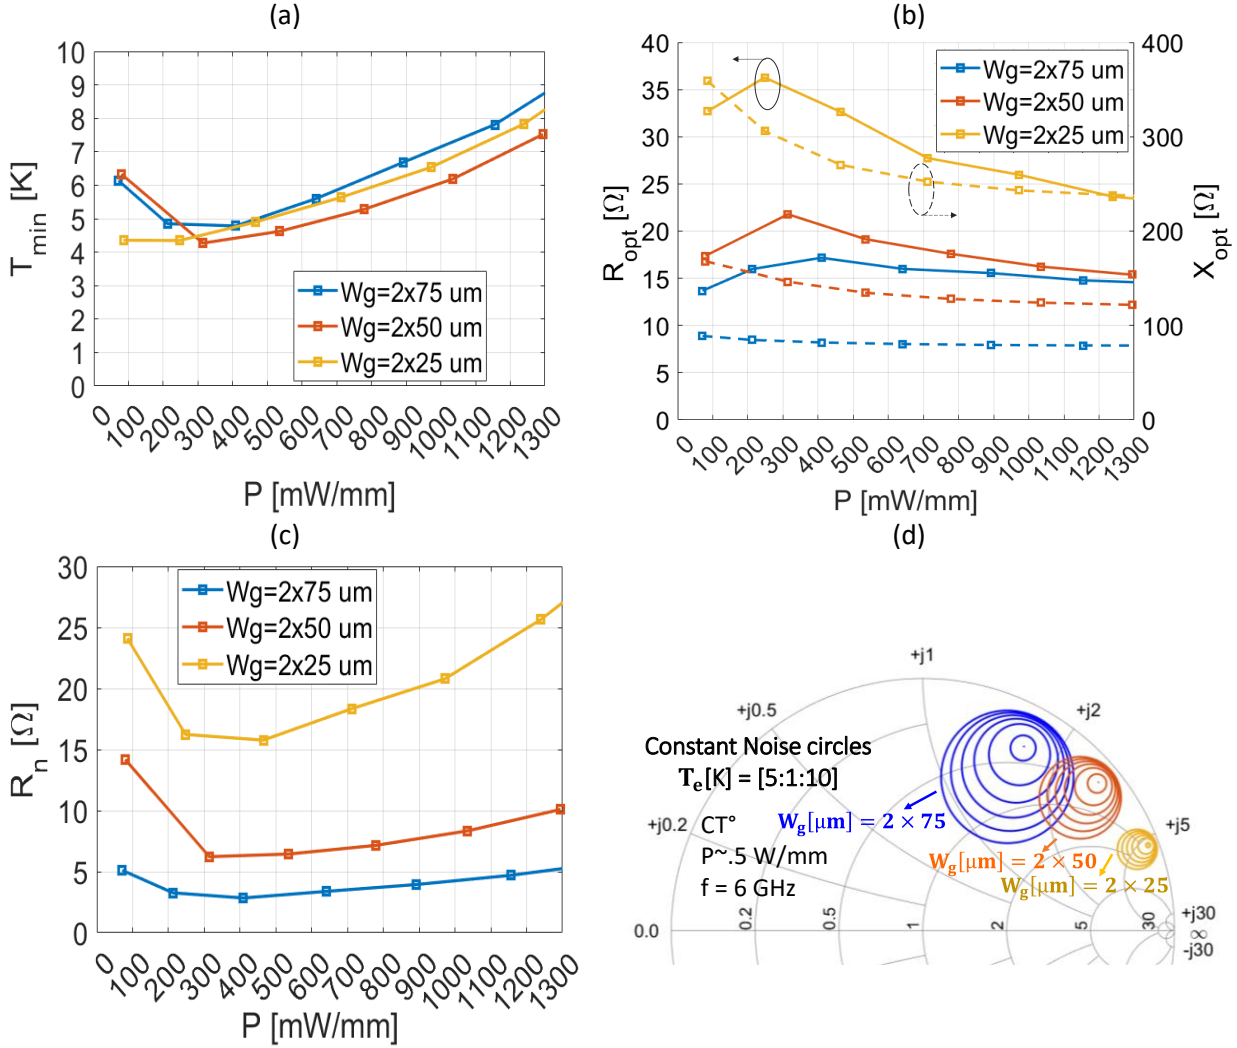 (a)
10
9
8
7
6
5
4
3
2
1
0
T_min [K]
Wg=2x75 um
Wg=2x50 um
Wg=2x25 um
0 100 200 300 400 500 600 700 800 900 1000 1100 1200 1300
P [mW/mm]
(b)
40
35
30
25
20
15
10
5
0
R_opt [Ω]
Wg=2x75 um
Wg=2x50 um
Wg=2x25 um
400
300
200
100
0
X_opt [Ω]
0 100 200 300 400 500 600 700 800 900 1000 1100 1200 1300
P [mW/mm]
(c)
30
25
20
15
10
5
0
R_n [Ω]
Wg=2x75 um
Wg=2x50 um
Wg=2x25 um
0 100 200 300 400 500 600 700 800 900 1000 1100 1200 1300
P [mW/mm]
(d)
+j1
+j0.5
+j2
Constant Noise circles
T_e[K] = [5:1:10]
+j0.2
W_g[μm] = 2 × 75
+j5
CT°
P~.5 W/mm
f = 6 GHz
W_g[μm] = 2 × 50
W_g[μm] = 2 × 25
0.0
0.2
0.5
1
2
5
30
+j30
∞
-j30